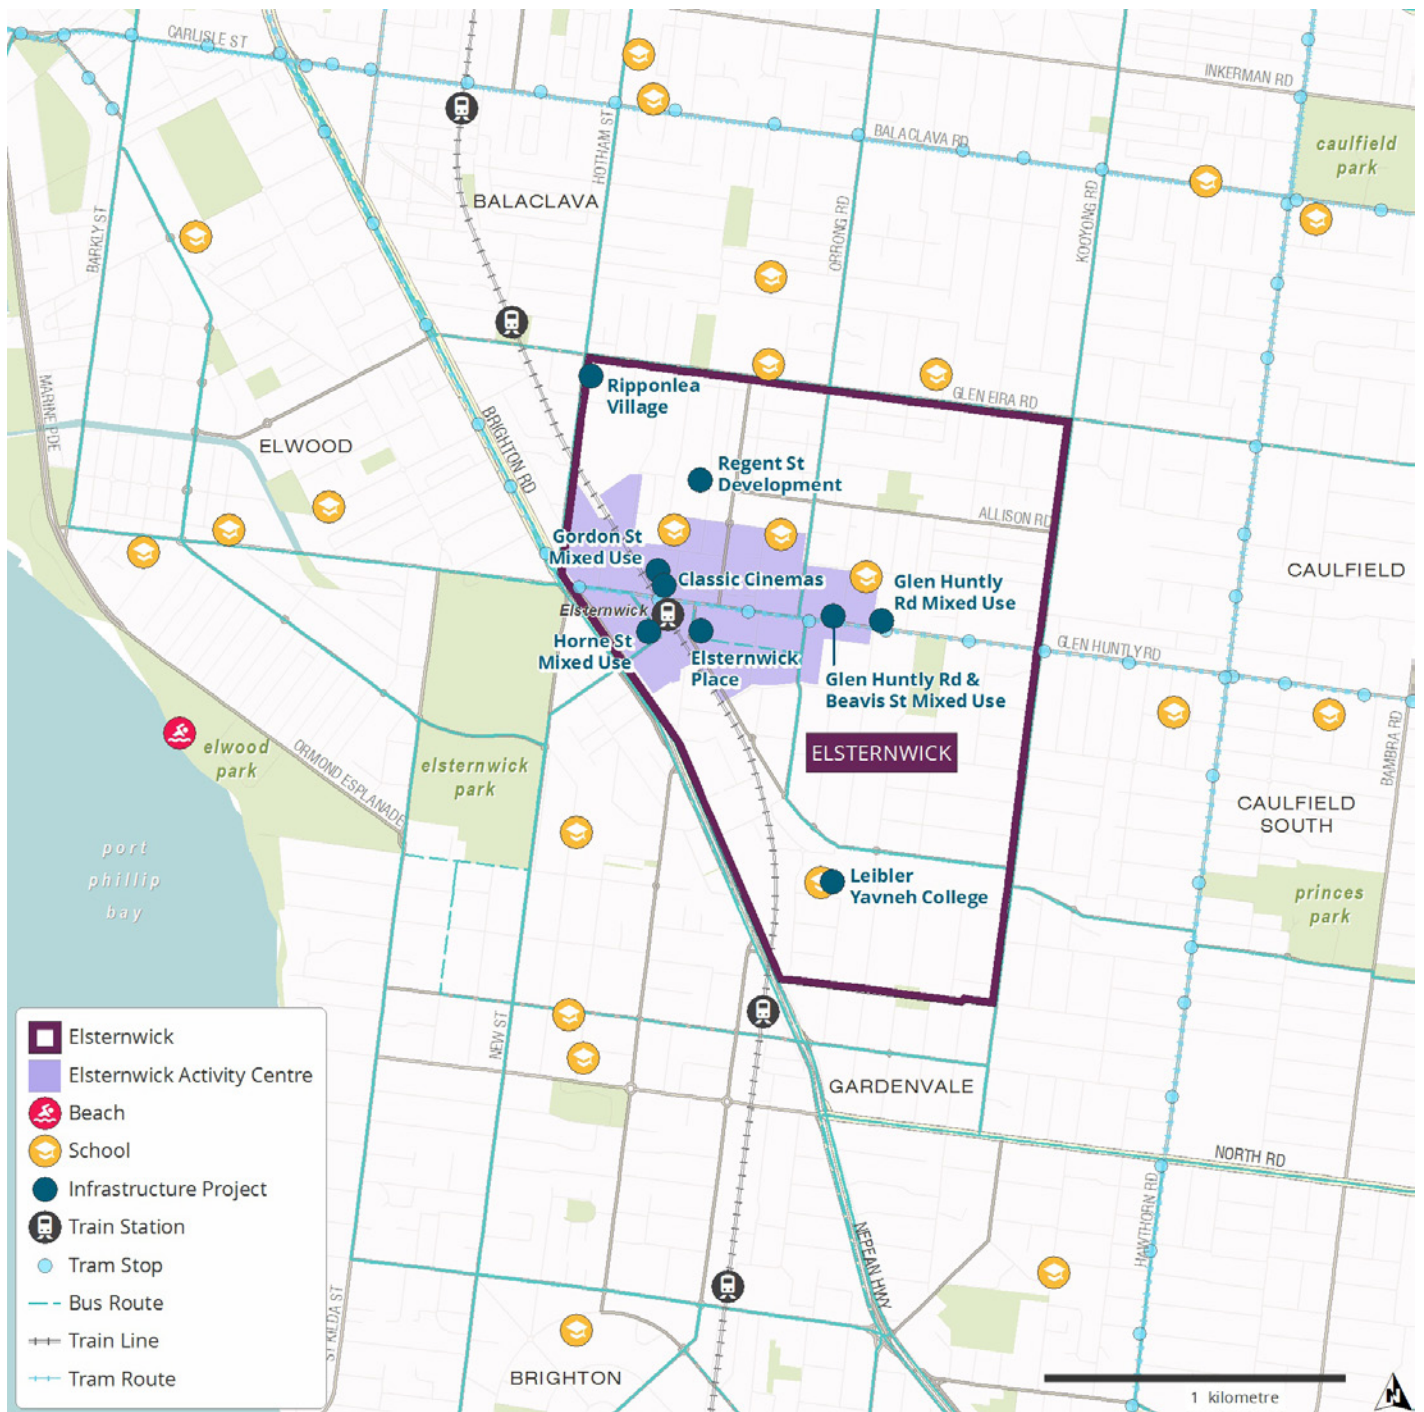 CARLISLE ST
INKERMAN RD
HOTHAM ST
BALACLAVA RD
caulfield
park
BALACLAVA
BARKLY ST
ORRONG RD
KOOYONG RD
MARINE PDE
Ripponlea
Village
GLEN EIRA RD
BRIGHTON RD
ELWOOD
Regent St
Development
ALLISON RD
Gordon St
Mixed Use
Classic Cinemas
Glen Huntly
Rd Mixed Use
CAULFIELD
Elsternwick
Horne St
Mixed Use
Elsternwick
Place
GLEN HUNTLY RD
Glen Huntly Rd &
Beavis St Mixed Use
BAMBRA RD
elwood
park
ORMOND ESPLANADE
elsternwick
park
ELSTERNWICK
CAULFIELD
SOUTH
port
phillip
bay
Leibler
Yavneh College
princes
park
NEW ST
GARDENVALE
NORTH RD
HAWTHORN RD
NEPEAN HWY
ST KILDA ST
BRIGHTON
Elsternwick
Elsternwick Activity Centre
Beach
School
Infrastructure Project
Train Station
Tram Stop
Bus Route
Train Line
Tram Route
1 kilometre
N